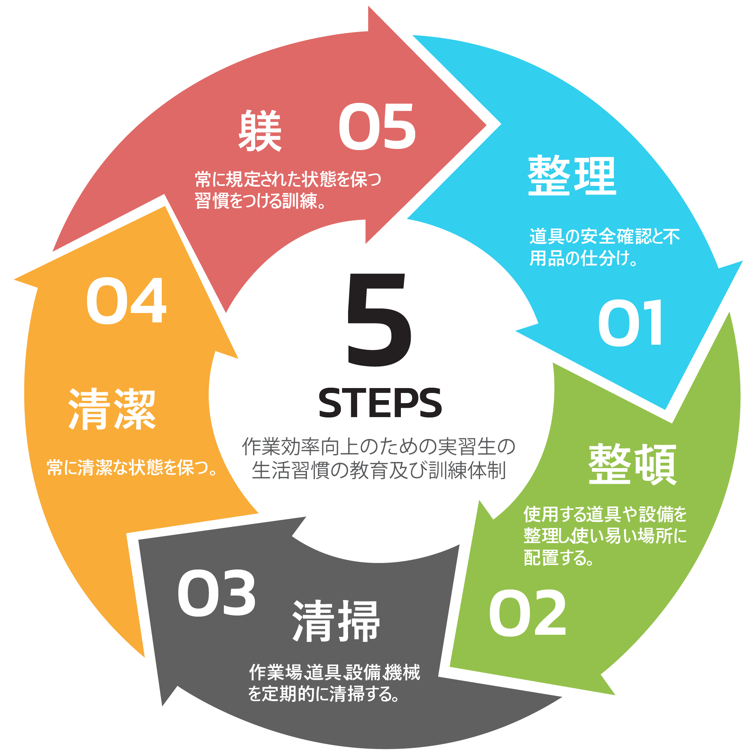 5
STEPS
作業効率向上のための実習生の
生活習慣の教育及び訓練体制
整理
道具の安全確認と不
用品の仕分け。
01
整頓
使用する道具や設備を
整理し、使い易い場所に
配置する。
02
03
清掃
作業場、道具、設備、機械
を定期的に清掃する。
04
清潔
常に清潔な状態を保つ。
躾
05
常に規定された状態を保つ
習慣をつける訓練。